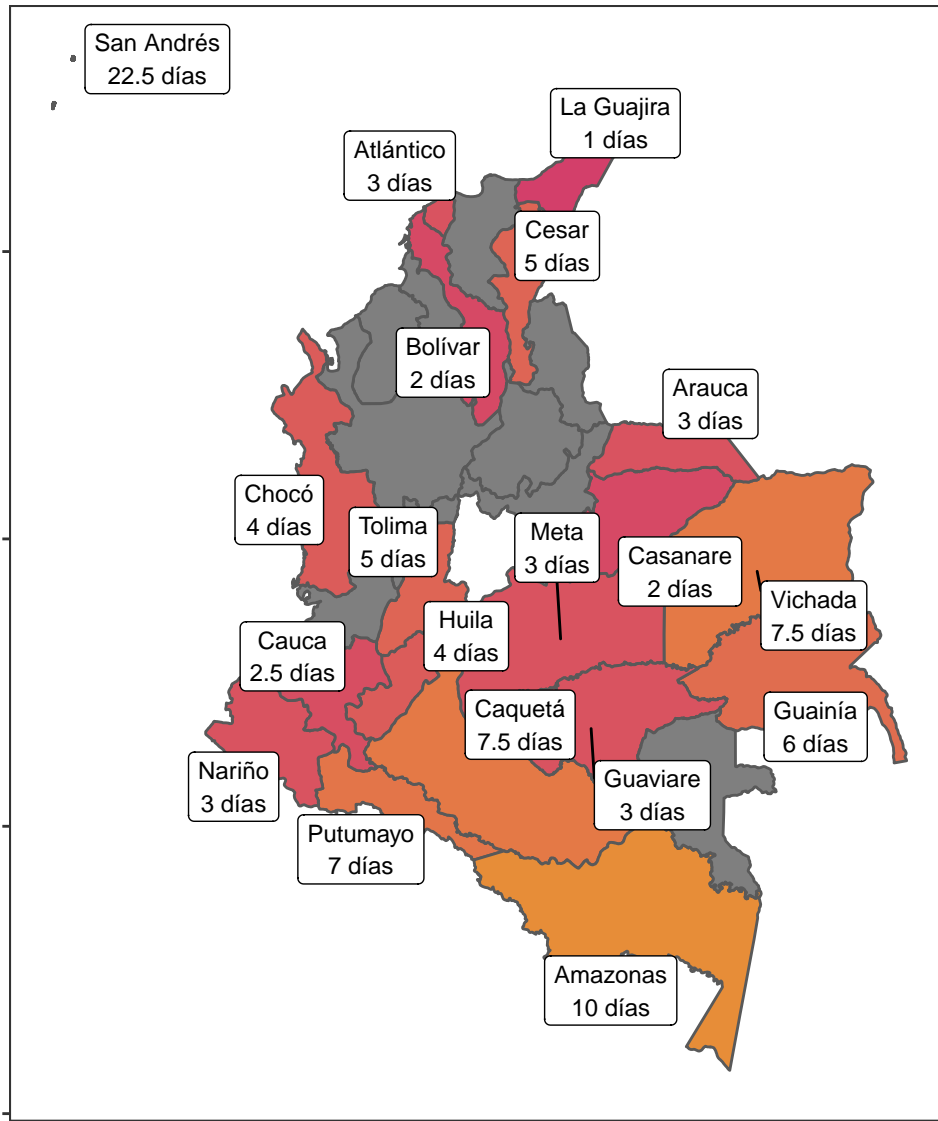 San Andrés
22.5 días
La Guajira
1 días
Atlántico
3 días
Cesar
5 días
Bolívar
2 días
Arauca
3 días
Chocó
4 días
Tolima
5 días
Meta
3 días
Casanare
2 días
Vichada
7.5 días
Huila
4 días
Cauca
2.5 días
Caquetá
7.5 días
Guainía
6 días
Nariño
3 días
Guaviare
3 días
Putumayo
7 días
Amazonas
10 días